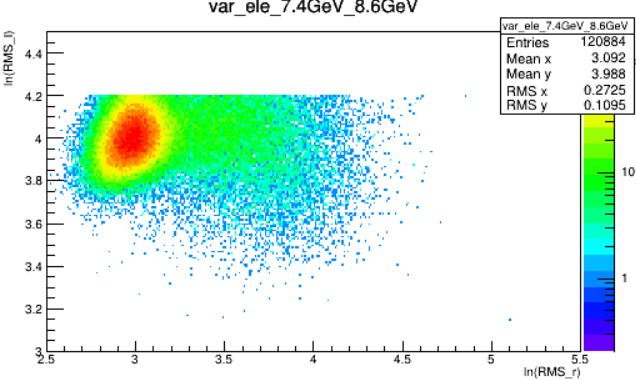 var_ele_7.4GeV_8.6GeV
var_ele_7.4GeV_8.6GeV
Entries 120884
Mean x 3.092
Mean y 3.988
RMS x 0.2725
RMS y 0.1095
ln(RMS_l)
4.4
4.2
4
3.8
3.6
3.4
3.2
3
2.5 3 3.5 4 4.5 5 5.5
ln(RMS_r)
10
1